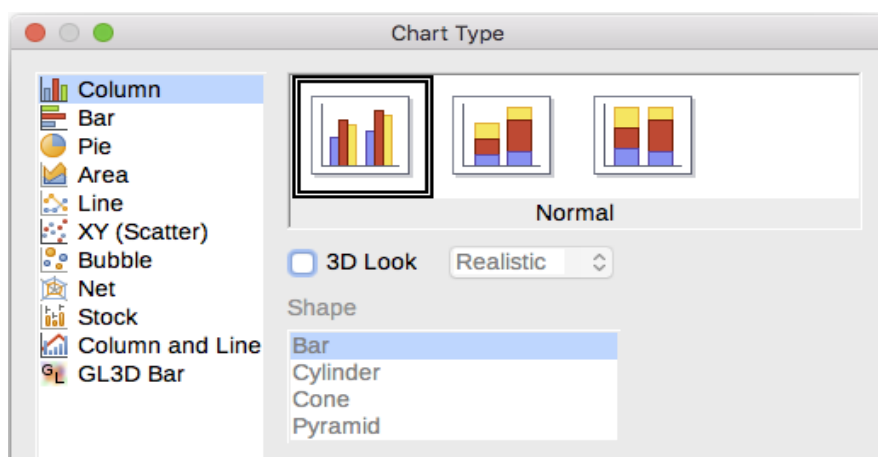 Chart Type
Column
Bar
Pie
Area
Line
XY (Scatter)
Bubble
Net
Stock
Column and Line
GL GL3D Bar
Normal
3D Look Realistic
Shape
Bar
Cylinder
Cone
Pyramid